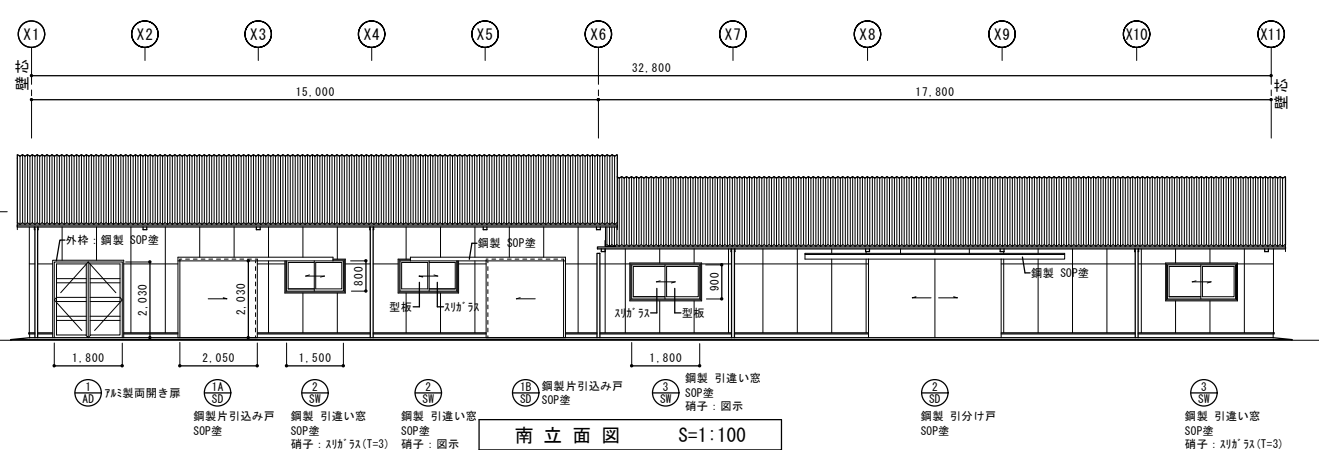 X1
X2
X3
X4
X5
X6
X7
X8
X9
X10
X11
壁芯
32,800
壁芯
15,000
17,800
外枠：鋼製 SOP塗
鋼製 SOP塗
鋼製 SOP塗
2,030
2,030
800
900
型板
スリガラス
スリガラス
型板
1,800
2,050
1,500
1,800
1
AD
アルミ製両開き扉
1A
SD
鋼製片引込み戸
SOP塗
2
SW
鋼製 引違い窓
SOP塗
硝子：スリガラス(T=3)
2
SW
鋼製 引違い窓
SOP塗
硝子：図示
1B
SD
鋼製片引込み戸
SOP塗
3
SW
鋼製 引違い窓
SOP塗
硝子：図示
2
SD
鋼製 引分け戸
SOP塗
3
SW
鋼製 引違い窓
SOP塗
硝子：スリガラス(T=3)
南立面図 S=1:100